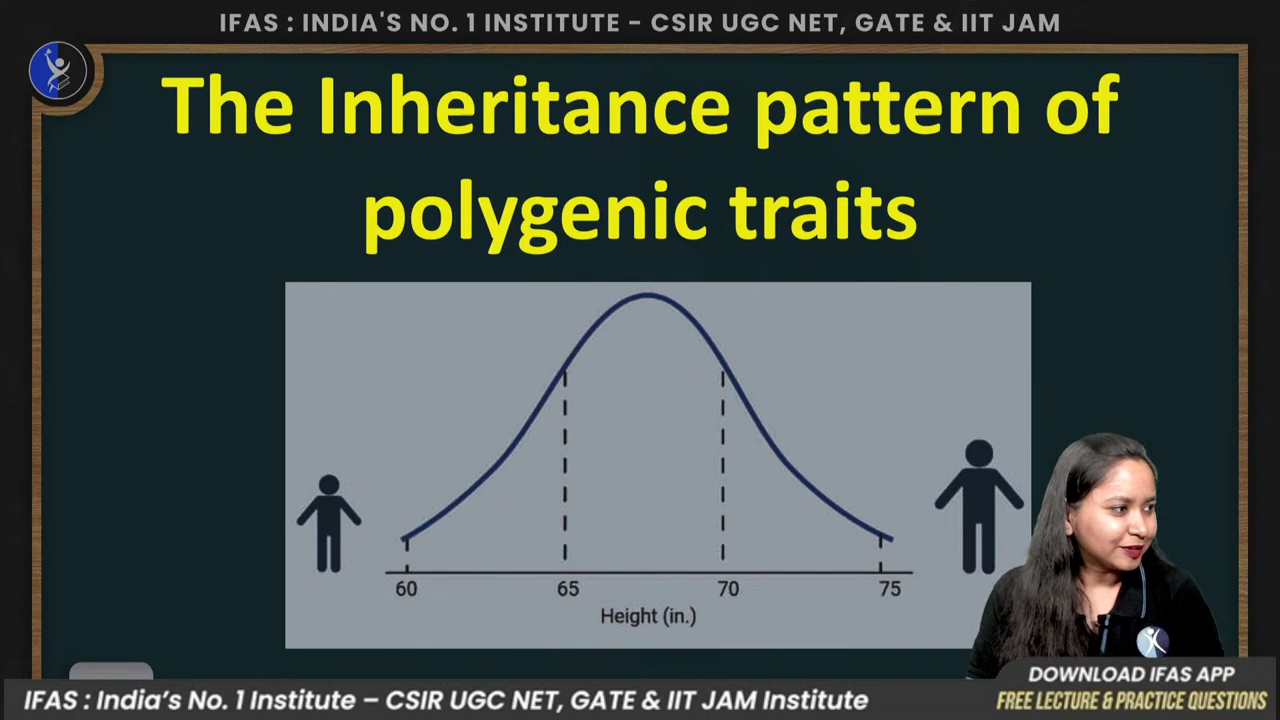 IFAS : INDIA'S NO. 1 INSTITUTE - CSIR UGC NET, GATE & IIT JAM
The Inheritance pattern of
polygenic traits
60 65 70 75
Height (in.)
DOWNLOAD IFAS APP
FREE LECTURE & PRACTICE QUESTIONS
IFAS : India’s No. 1 Institute – CSIR UGC NET, GATE & IIT JAM Institute